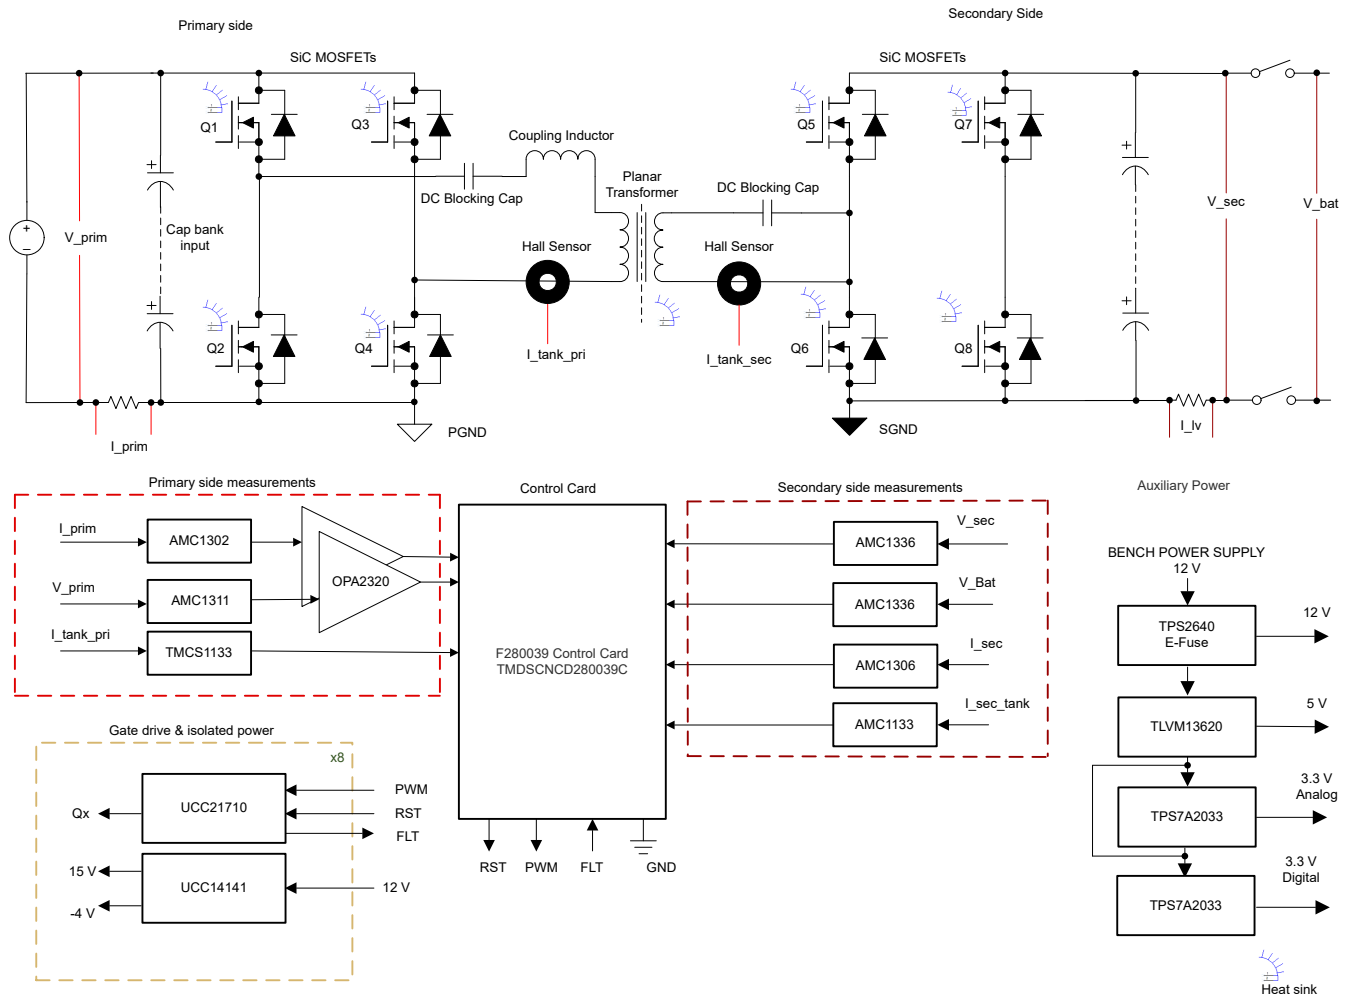 Primary side
Secondary Side
SiC MOSFETs
SiC MOSFETs
Q1
Q3
Q5
Q7
Coupling Inductor
Planar
Transformer
DC Blocking Cap
DC Blocking Cap
+
+
V_prim
Cap bank
input
+
−
Hall Sensor
Hall Sensor
V_sec
V_bat
+
+
Q2
Q4
Q6
Q8
I_tank_pri
I_tank_sec
I_prim
PGND
SGND
I_lv
Primary side measurements
I_prim
AMC1302
V_prim
AMC1311
OPA2320
I_tank_pri
TMCS1133
Control Card
F280039 Control Card
TMDSCNCD280039C
RST
PWM
FLT
GND
Secondary side measurements
V_sec
AMC1336
V_Bat
AMC1336
I_sec
AMC1306
I_sec_tank
AMC1133
Auxiliary Power
BENCH POWER SUPPLY
12 V
TPS2640
E-Fuse
12 V
TLVM13620
5 V
TPS7A2033
3.3 V
Analog
TPS7A2033
3.3 V
Digital
Heat sink
Gate drive & isolated power
x8
UCC21710
Qx
PWM
RST
FLT
UCC14141
15 V
-4 V
12 V